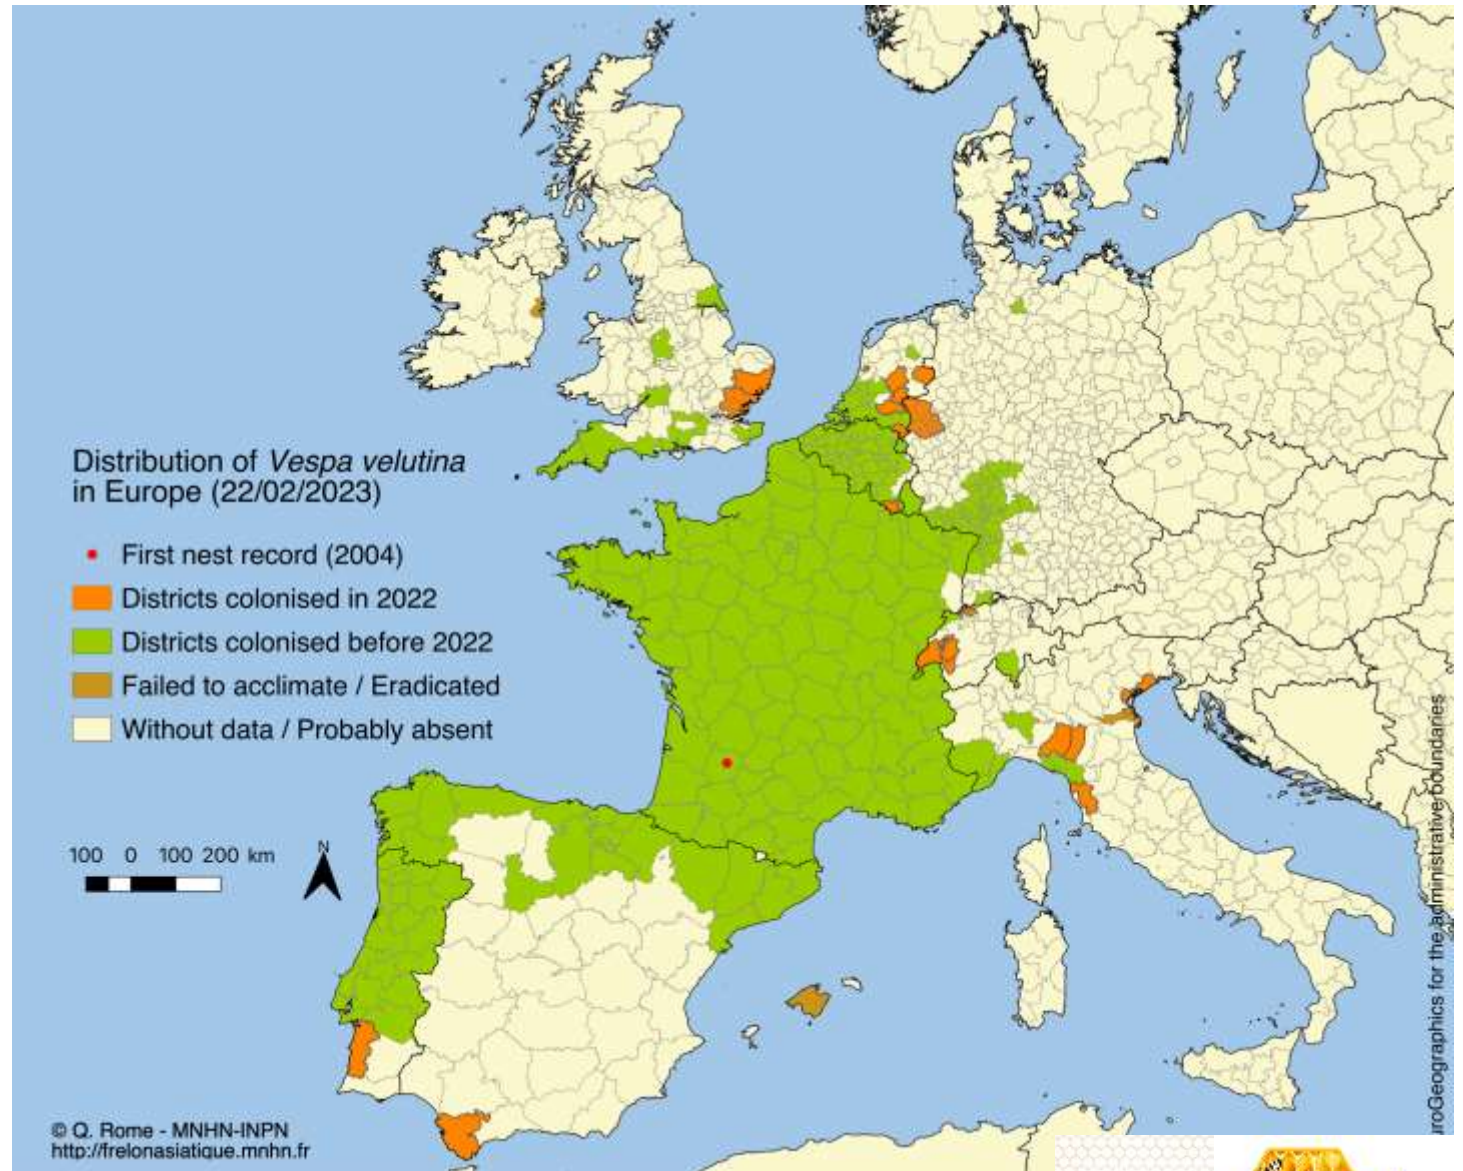 Distribution of Vespa velutina
in Europe (22/02/2023)
First nest record (2004)
Districts colonised in 2022
Districts colonised before 2022
Failed to acclimate / Eradicated
Without data / Probably absent
100 0 100 200 km
N
© Q. Rome - MNHN-INPN
http://frelonasiatique.mnhn.fr
uroGeographics for the administrativeboundaries